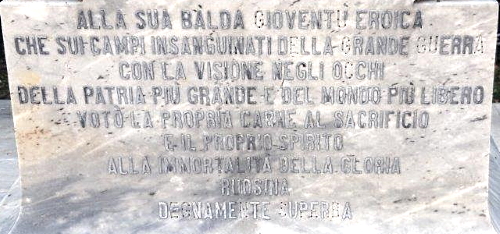 ALLA SUA BALDA GIOVENTÙ EROICA
CHE SUI CAMPI INSANGUINATI DELLA GRANDE GUERRA
CON LA VISIONE NEGLI OCCHI
DELLA PATRIA PIÙ GRANDE E DEL MONDO PIÙ LIBERO
VOTÒ LA PROPRIA CARNE AL SACRIFICIO
E IL PROPRIO SPIRITO
ALLA IMMORTALITÀ DELLA GLORIA
RUOSINA
DEGNAMENTE SUPERBA